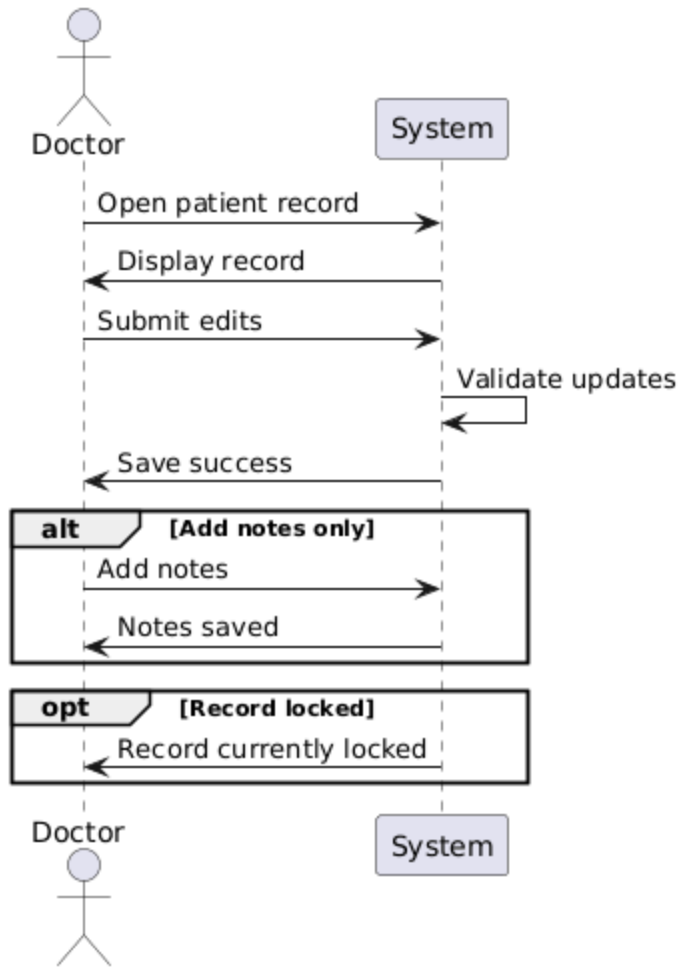 Doctor
System
Open patient record
Display record
Submit edits
Validate updates
Save success
alt [Add notes only]
Add notes
Notes saved
opt [Record locked]
Record currently locked
Doctor
System